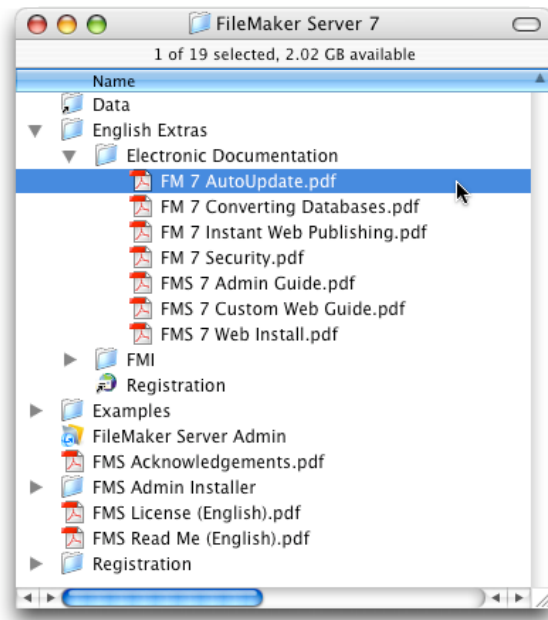 FileMaker Server 7
1 of 19 selected, 2.02 GB available
Name
Data
English Extras
Electronic Documentation
FM 7 AutoUpdate.pdf
FM 7 Converting Databases.pdf
FM 7 Instant Web Publishing.pdf
FM 7 Security.pdf
FMS 7 Admin Guide.pdf
FMS 7 Custom Web Guide.pdf
FMS 7 Web Install.pdf
FMI
Registration
Examples
FileMaker Server Admin
FMS Acknowledgements.pdf
FMS Admin Installer
FMS License (English).pdf
FMS Read Me (English).pdf
Registration